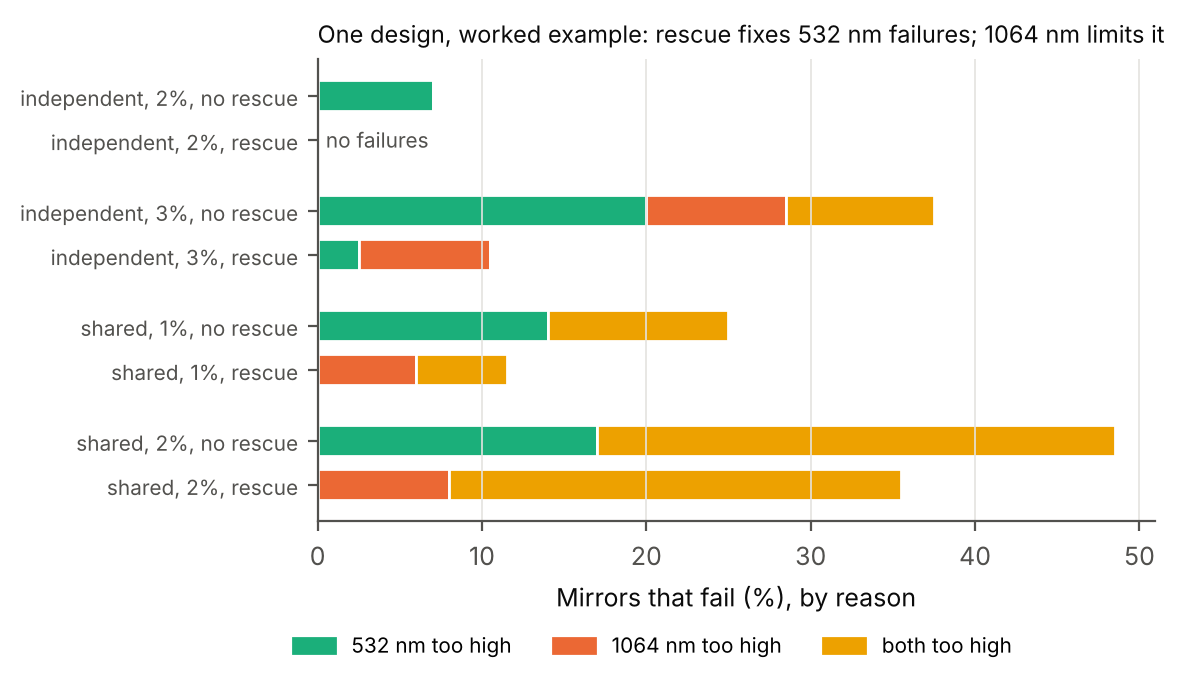 One design, worked example: rescue fixes 532 nm failures; 1064 nm limits it
independent, 2%, no rescue
independent, 2%, rescue
no failures
independent, 3%, no rescue
independent, 3%, rescue
shared, 1%, no rescue
shared, 1%, rescue
shared, 2%, no rescue
shared, 2%, rescue
0 10 20 30 40 50
Mirrors that fail (%), by reason
532 nm too high 1064 nm too high both too high